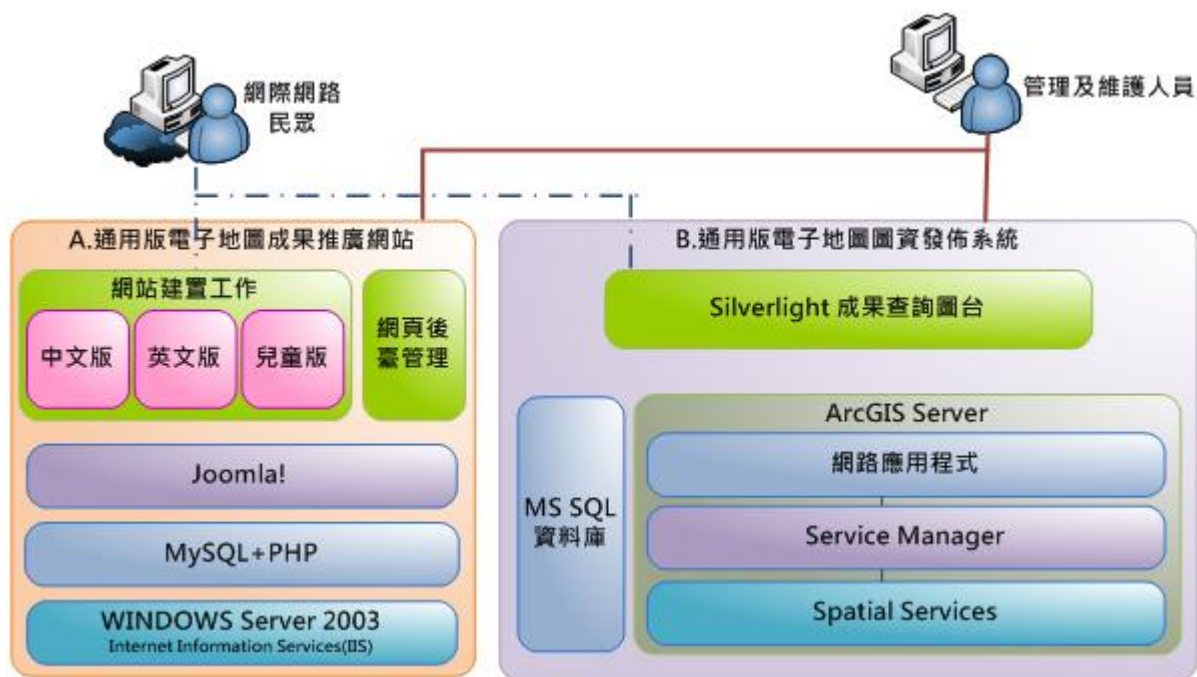 網際網路
民眾
管理及維護人員
A.通用版電子地圖成果推廣網站
網站建置工作
中文版
英文版
兒童版
網頁後
臺管理
Joomla!
MySQL+PHP
WINDOWS Server 2003
Internet Information Services(IIS)
B.通用版電子地圖圖資發佈系統
Silverlight 成果查詢圖台
MS SQL
資料庫
ArcGIS Server
網路應用程式
Service Manager
Spatial Services